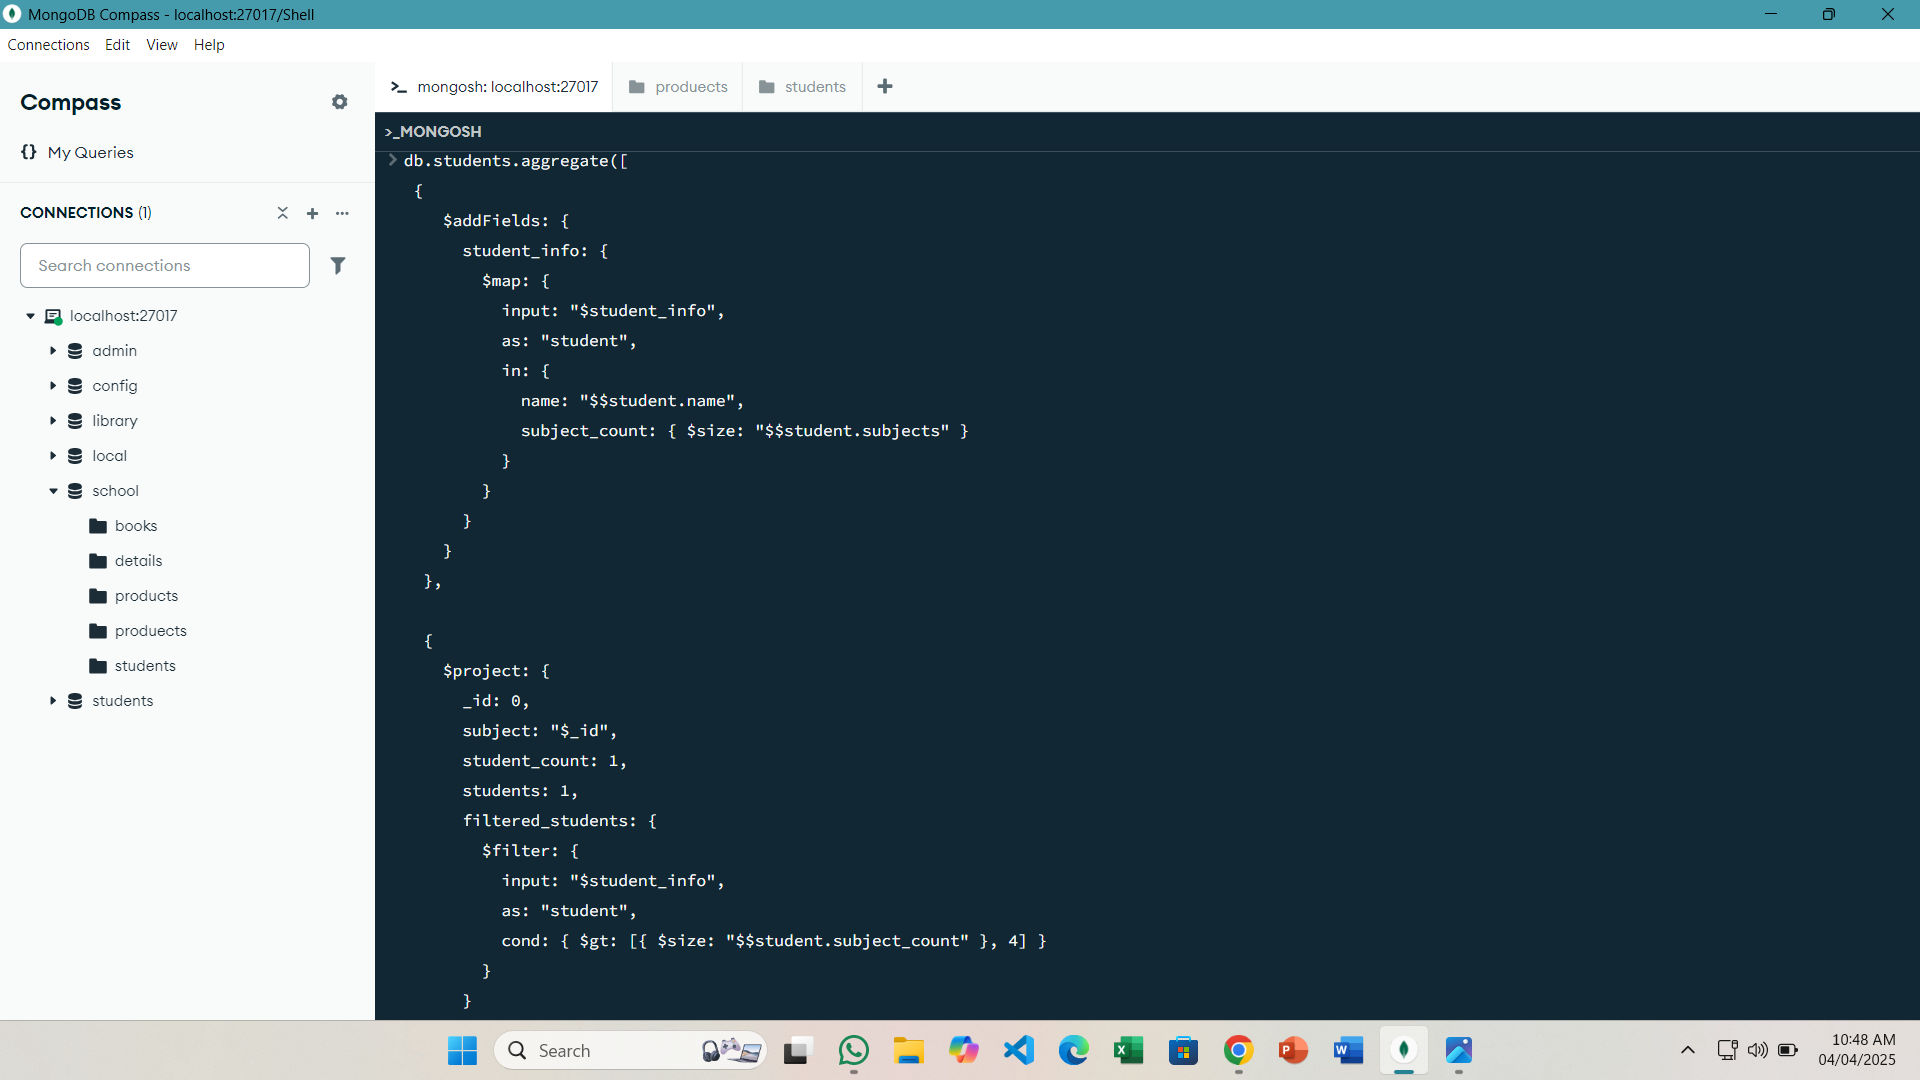 MongoDB Compass - localhost:27017/Shell
Connections Edit View Help
Compass
My Queries
CONNECTIONS (1)
Search connections
localhost:27017
admin
config
library
local
school
books
details
products
produects
students
students
mongosh: localhost:27017
produects
students
>_MONGOSH
db.students.aggregate([
{
$addFields: {
student_info: {
$map: {
input: "$student_info",
as: "student",
in: {
name: "$$student.name",
subject_count: { $size: "$$student.subjects" }
}
}
}
}
},
{
$project: {
_id: 0,
subject: "$_id",
student_count: 1,
students: 1,
filtered_students: {
$filter: {
input: "$student_info",
as: "student",
cond: { $gt: [{ $size: "$$student.subject_count" }, 4] }
}
}
Search
10:48 AM
04/04/2025